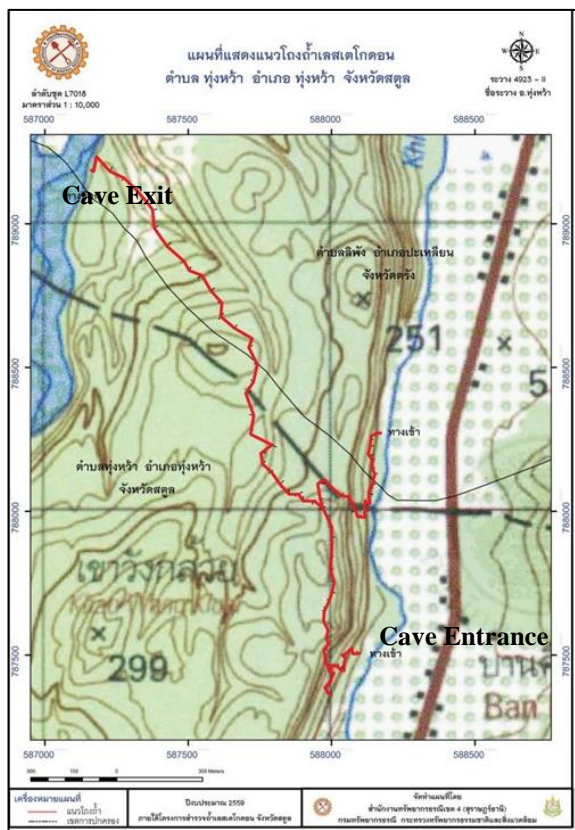 แผนที่แสดงแนวโถงถ้ำเลสเตโกดอน
ตำบล ทุ่งหว้า อำเภอ ทุ่งหว้า จังหวัดสตูล
ลำดับชุด L7018
มาตราส่วน 1 : 10,000
N
W E
S
ระวาง 4923 - II
ชื่อระวาง อ.ทุ่งหว้า
587000 587500 588000 588500
Cave Exit
789000 789000
ตำบลลิพัง อำเภอปะเหลียน
จังหวัดตรัง
251
788500 788500
5
ทางเข้า
ตำบลทุ่งหว้า อำเภอทุ่งหว้า
จังหวัดสตูล
788000 788000
เขาวังกล้วย
Cave Entrance
ทางเข้า
299
787500 787500
Ban
587000 587500 588000 588500
300 150 0 300 Meters
เครื่องหมายแผนที่
แนวโถงถ้ำ
เขตการปกครอง
ปีงบประมาณ 2559
ภายใต้โครงการสำรวจถ้ำเลสเตโกดอน จังหวัดสตูล
จัดทำแผนที่โดย
สำนักงานทรัพยากรธรณีเขต 4 (สุราษฎร์ธานี)
กรมทรัพยากรธรณี กระทรวงทรัพยากรธรรมชาติและสิ่งแวดล้อม